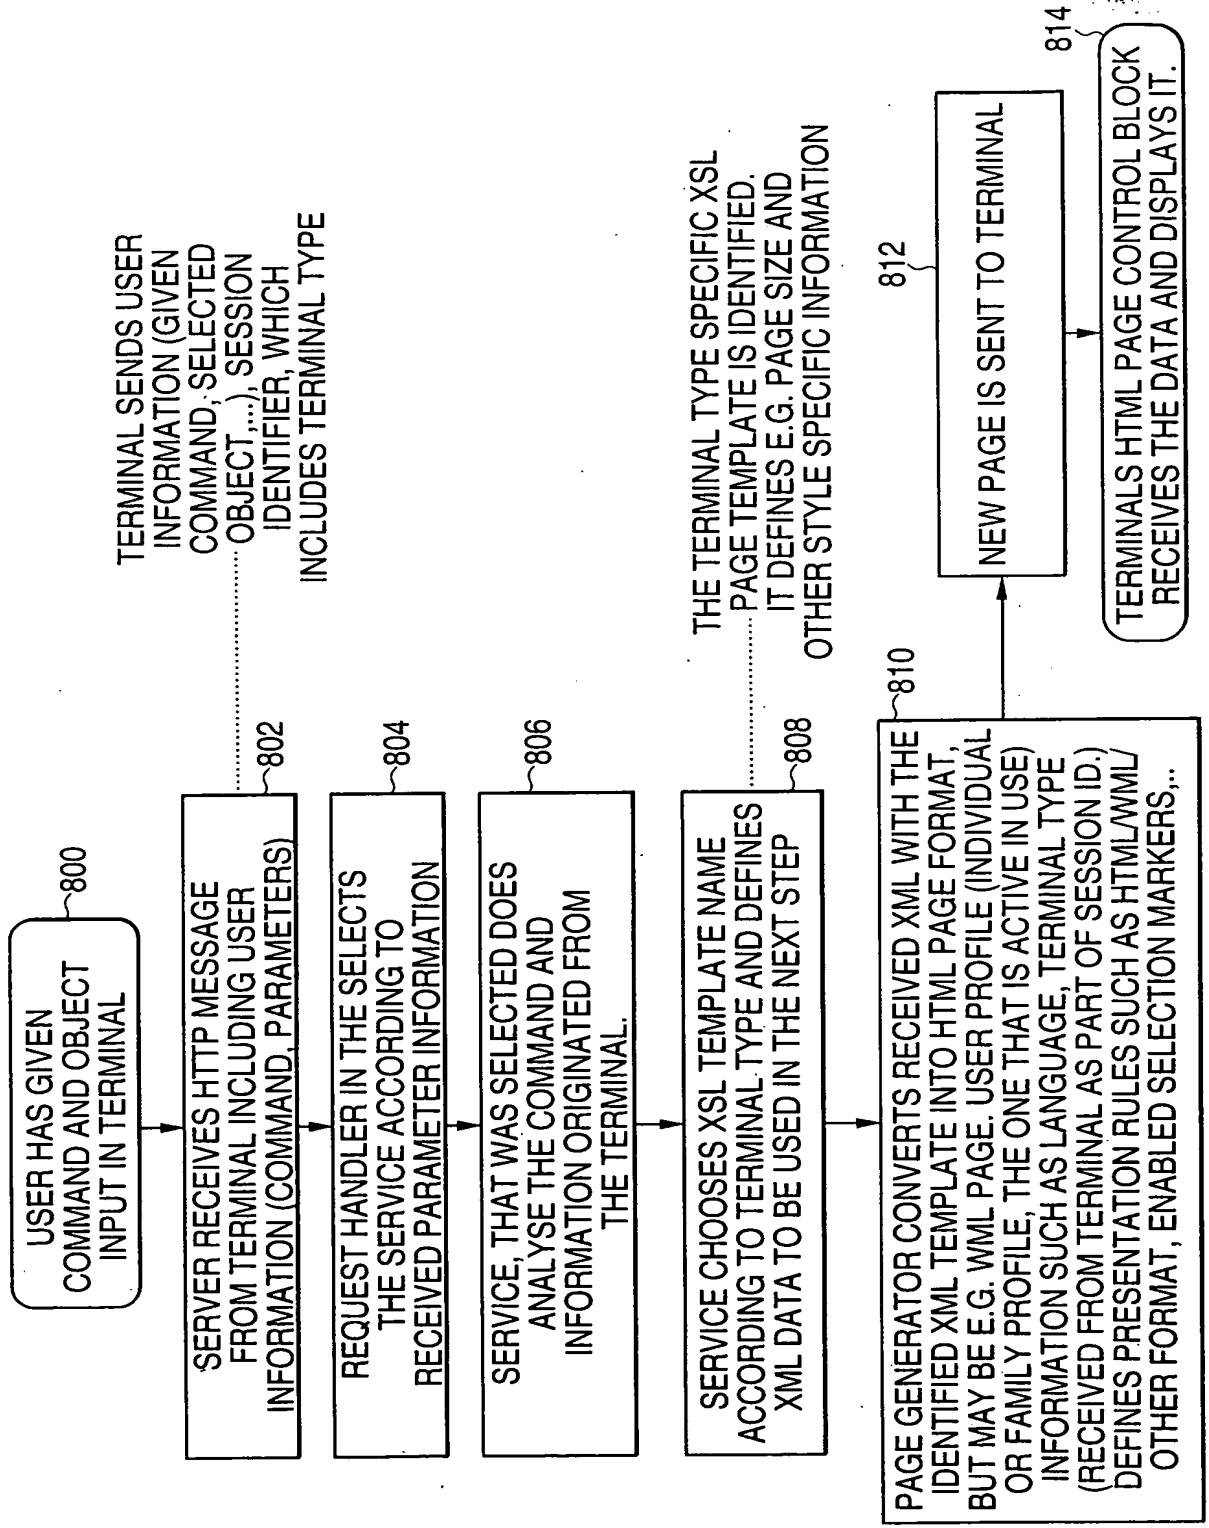 USER HAS GIVEN
COMMAND AND OBJECT
INPUT IN TERMINAL
800
SERVER RECEIVES HTTP MESSAGE
FROM TERMINAL INCLUDING USER
INFORMATION (COMMAND, PARAMETERS)
802
TERMINAL SENDS USER
INFORMATION (GIVEN
COMMAND, SELECTED
OBJECT,...), SESSION
IDENTIFIER, WHICH
INCLUDES TERMINAL TYPE
REQUEST HANDLER IN THE SELECTS
THE SERVICE ACCORDING TO
RECEIVED PARAMETER INFORMATION
804
SERVICE, THAT WAS SELECTED DOES
ANALYSE THE COMMAND AND
INFORMATION ORIGINATED FROM
THE TERMINAL.
806
SERVICE CHOOSES XSL TEMPLATE NAME
ACCORDING TO TERMINAL TYPE AND DEFINES
XML DATA TO BE USED IN THE NEXT STEP
808
THE TERMINAL TYPE SPECIFIC XSL
PAGE TEMPLATE IS IDENTIFIED.
IT DEFINES E.G. PAGE SIZE AND
OTHER STYLE SPECIFIC INFORMATION
PAGE GENERATOR CONVERTS RECEIVED XML WITH THE
IDENTIFIED XML TEMPLATE INTO HTML PAGE FORMAT,
BUT MAY BE E.G. WML PAGE. USER PROFILE (INDIVIDUAL
OR FAMILY PROFILE, THE ONE THAT IS ACTIVE IN USE)
INFORMATION SUCH AS LANGUAGE, TERMINAL TYPE
(RECEIVED FROM TERMINAL AS PART OF SESSION ID.)
DEFINES PRESENTATION RULES SUCH AS HTML/WML/
OTHER FORMAT, ENABLED SELECTION MARKERS,..
810
NEW PAGE IS SENT TO TERMINAL
812
TERMINALS HTML PAGE CONTROL BLOCK
RECEIVES THE DATA AND DISPLAYS IT.
814